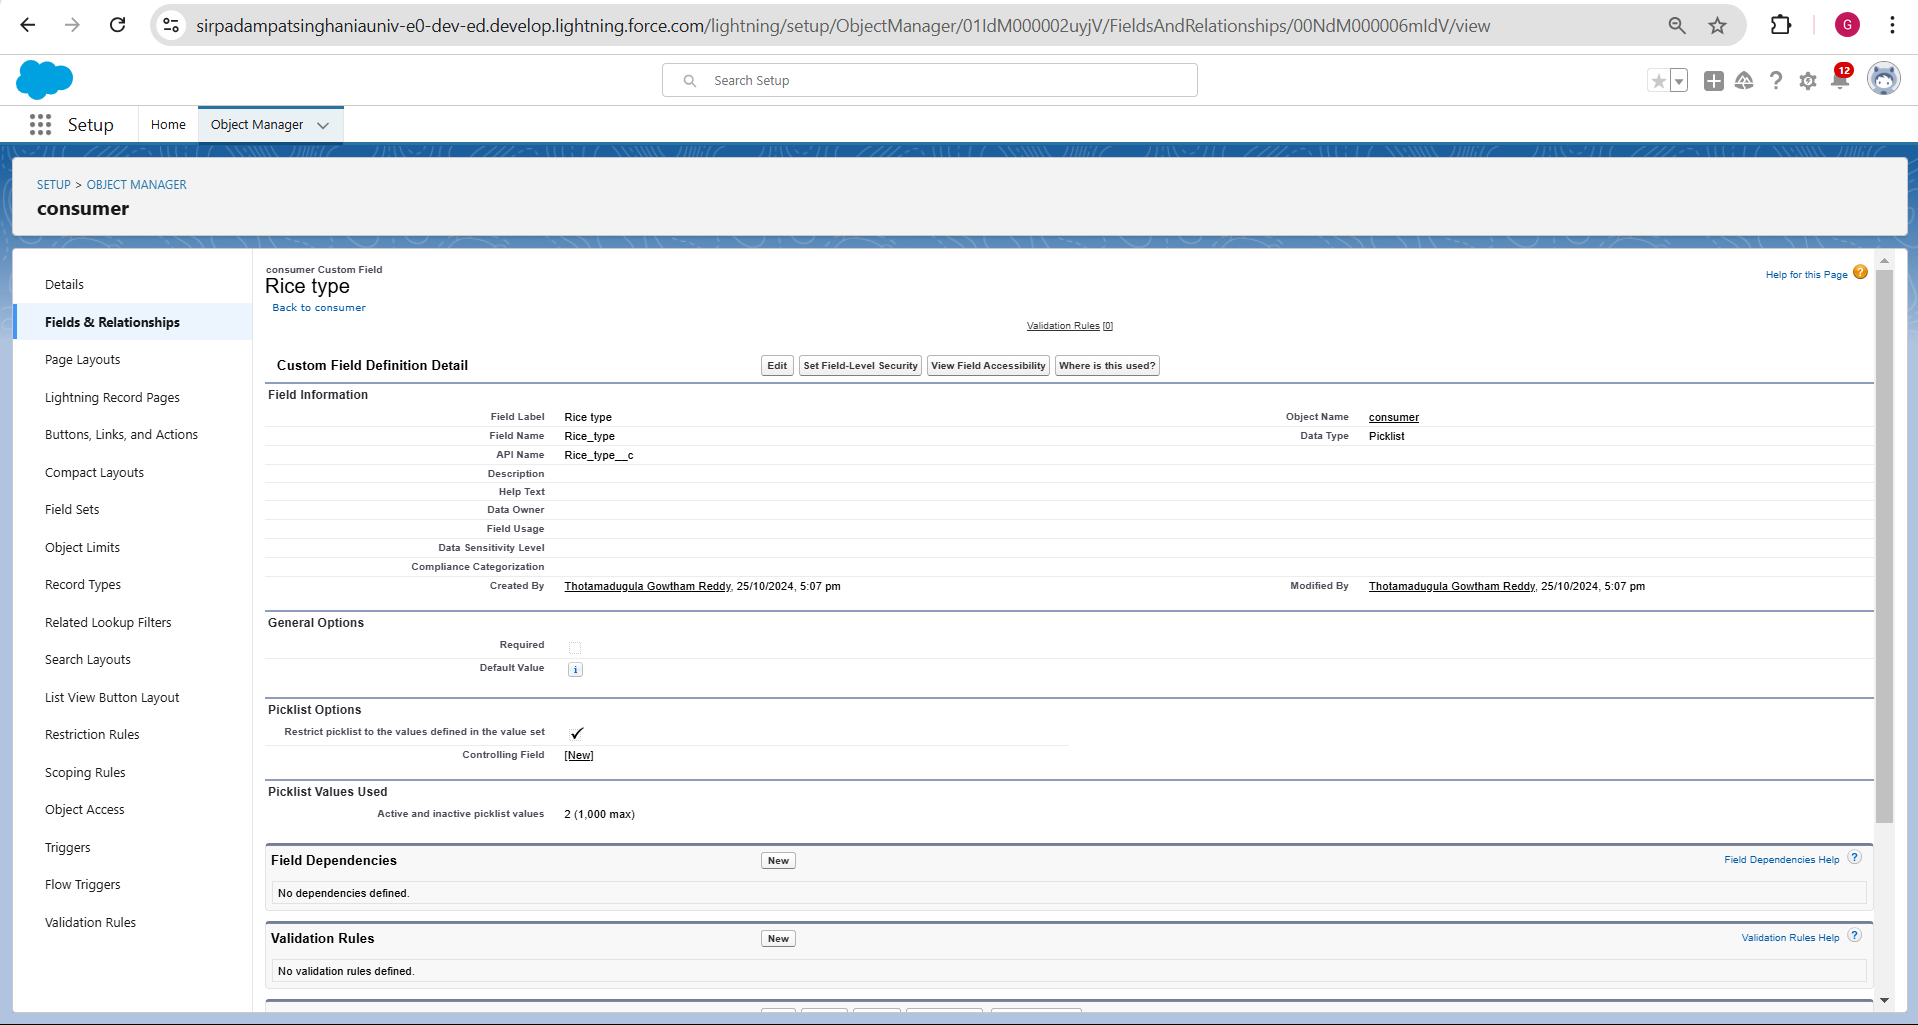 sirpadampatsinghaniauniv-e0-dev-ed.develop.lightning.force.com/lightning/setup/ObjectManager/01IdM000002uyjV/FieldsAndRelationships/00NdM000006mIdV/view
G
Search Setup
12
Setup Home Object Manager
SETUP > OBJECT MANAGER
consumer
Details
Fields & Relationships
Page Layouts
Lightning Record Pages
Buttons, Links, and Actions
Compact Layouts
Field Sets
Object Limits
Record Types
Related Lookup Filters
Search Layouts
List View Button Layout
Restriction Rules
Scoping Rules
Object Access
Triggers
Flow Triggers
Validation Rules
consumer Custom Field
Rice type
Back to consumer
Help for this Page ?
Validation Rules [0]
Custom Field Definition Detail Edit Set Field-Level Security View Field Accessibility Where is this used?
Field Information
Field Label Rice type Object Name consumer
Field Name Rice_type Data Type Picklist
API Name Rice_type__c
Description
Help Text
Data Owner
Field Usage
Data Sensitivity Level
Compliance Categorization
Created By Thotamadugula Gowtham Reddy, 25/10/2024, 5:07 pm Modified By Thotamadugula Gowtham Reddy, 25/10/2024, 5:07 pm
General Options
Required
Default Value i
Picklist Options
Restrict picklist to the values defined in the value set
Controlling Field [New]
Picklist Values Used
Active and inactive picklist values 2 (1,000 max)
Field Dependencies New Field Dependencies Help ?
No dependencies defined.
Validation Rules New Validation Rules Help ?
No validation rules defined.